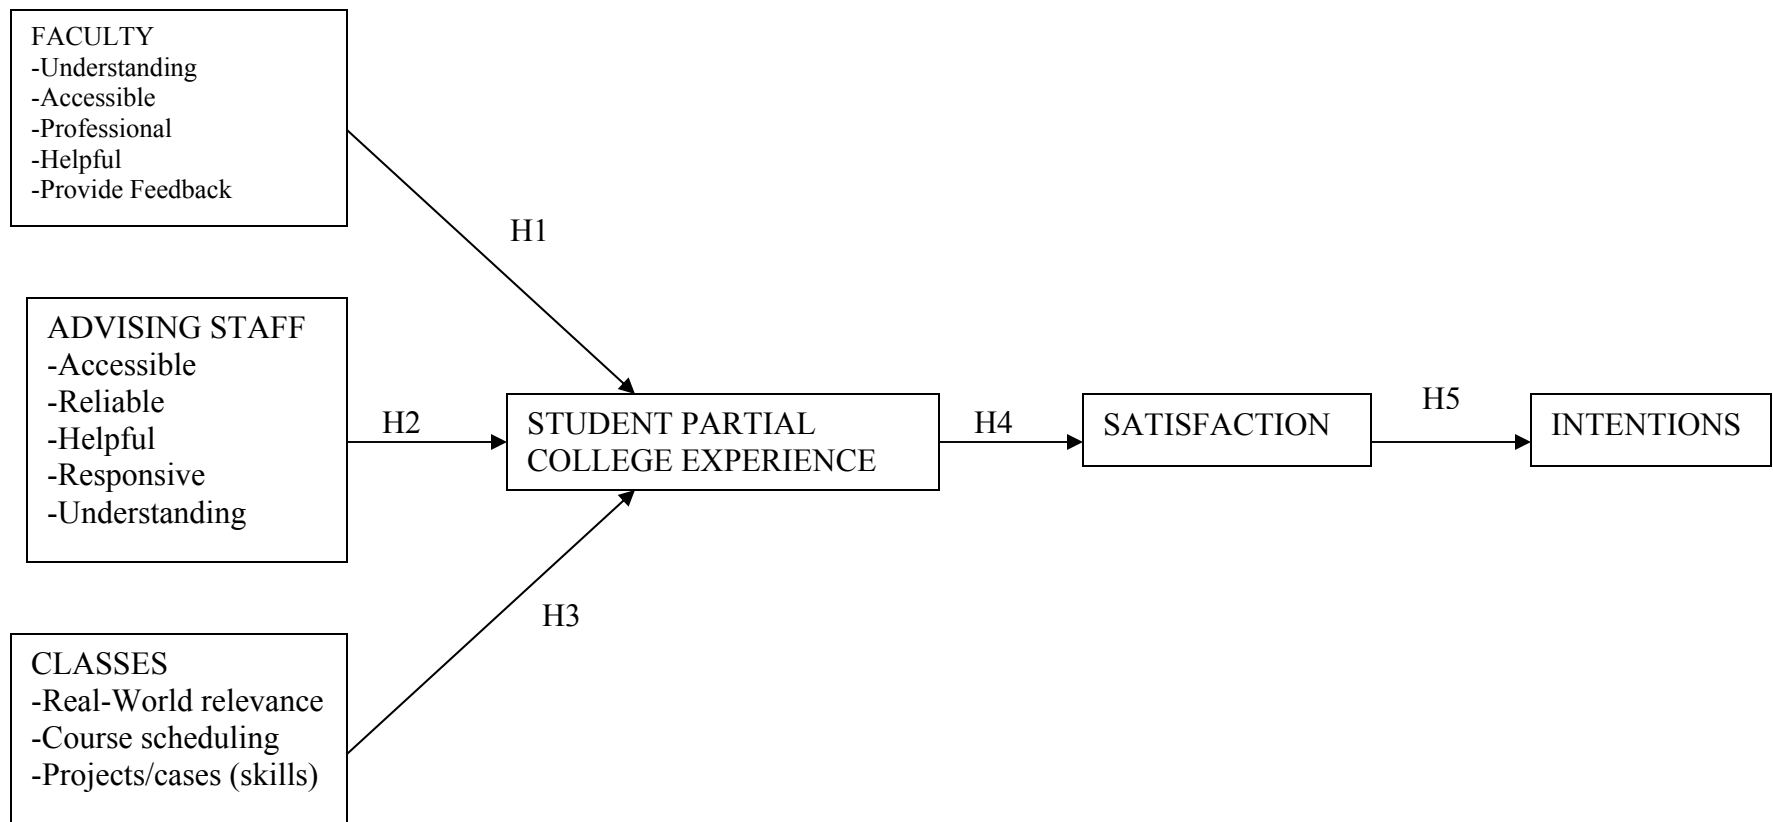 FACULTY
-Understanding
-Accessible
-Professional
-Helpful
-Provide Feedback
H1
ADVISING STAFF
-Accessible
-Reliable
-Helpful
-Responsive
-Understanding
H2
STUDENT PARTIAL
COLLEGE EXPERIENCE
H4
SATISFACTION
H5
INTENTIONS
H3
CLASSES
-Real-World relevance
-Course scheduling
-Projects/cases (skills)